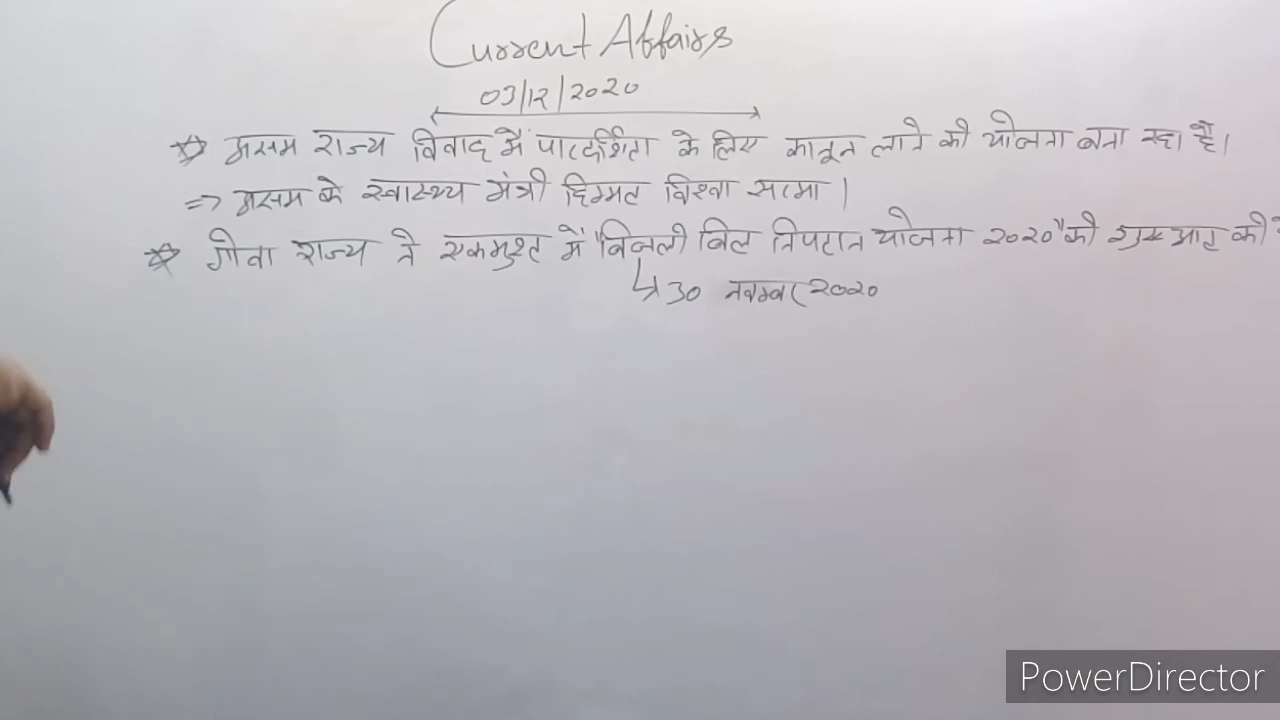 Current Affairs
03/12/2020
असम राज्य विवाद में पारदर्शिता के लिए कानून लाने की योजना बना रहा है।
⇒ असम के स्वास्थ्य मंत्री हिम्मत विश्वा सरमा।
गोवा राज्य ने एकमुश्त में "बिजली बिल निपटान योजना 2020" की शुरुआत की
↳ 30 नवम्बर 2020
PowerDirector